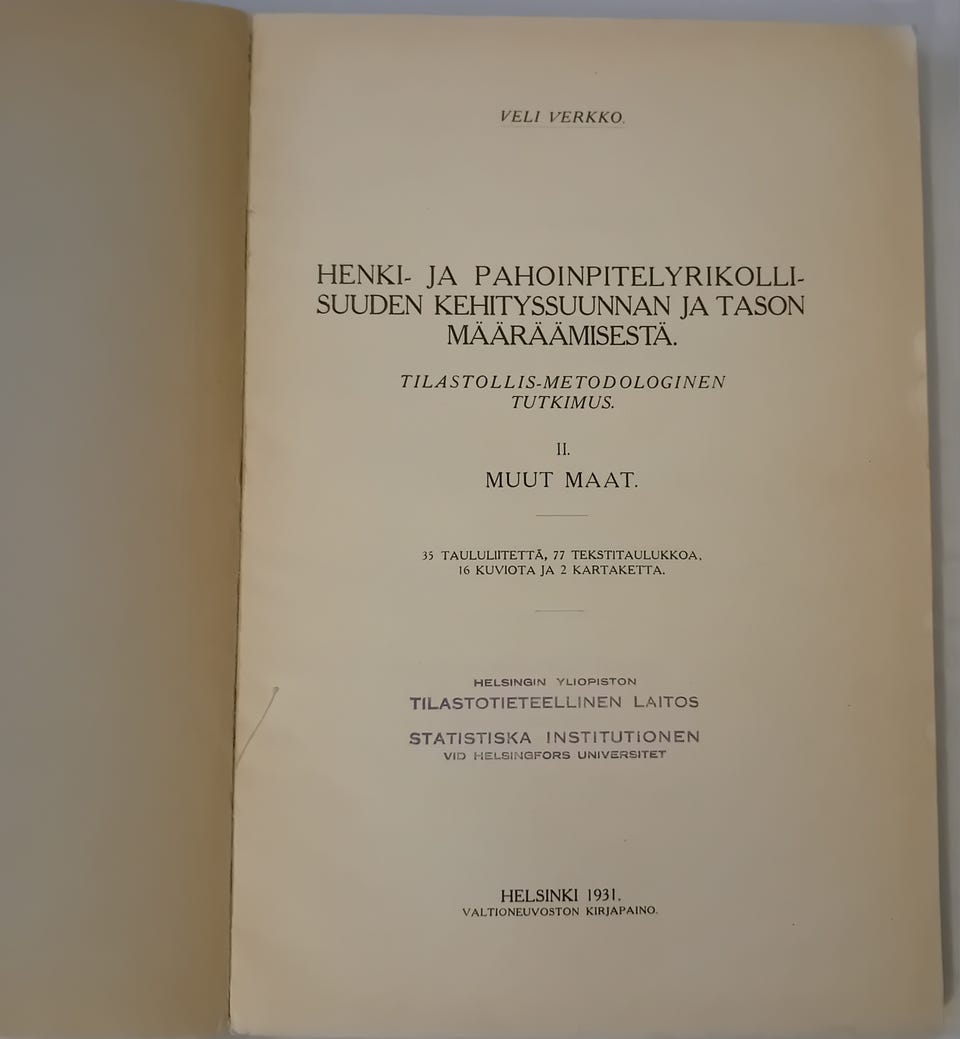 VELI VERKKO.
HENKI- JA PAHOINPITELYRIKOLLI-
SUUDEN KEHITYSSUUNNAN JA TASON
MÄÄRÄÄMISESTÄ.
TILASTOLLIS-METODOLOGINEN
TUTKIMUS.
II.
MUUT MAAT.
35 TAULULIITETTÄ, 77 TEKSTITAULUKKOA,
16 KUVIOTA JA 2 KARTAKETTA.
HELSINGIN YLIOPISTON
TILASTOTIETEELLINEN LAITOS
STATISTISKA INSTITUTIONEN
VID HELSINGFORS UNIVERSITET
HELSINKI 1931.
VALTIONEUVOSTON KIRJAPAINO.